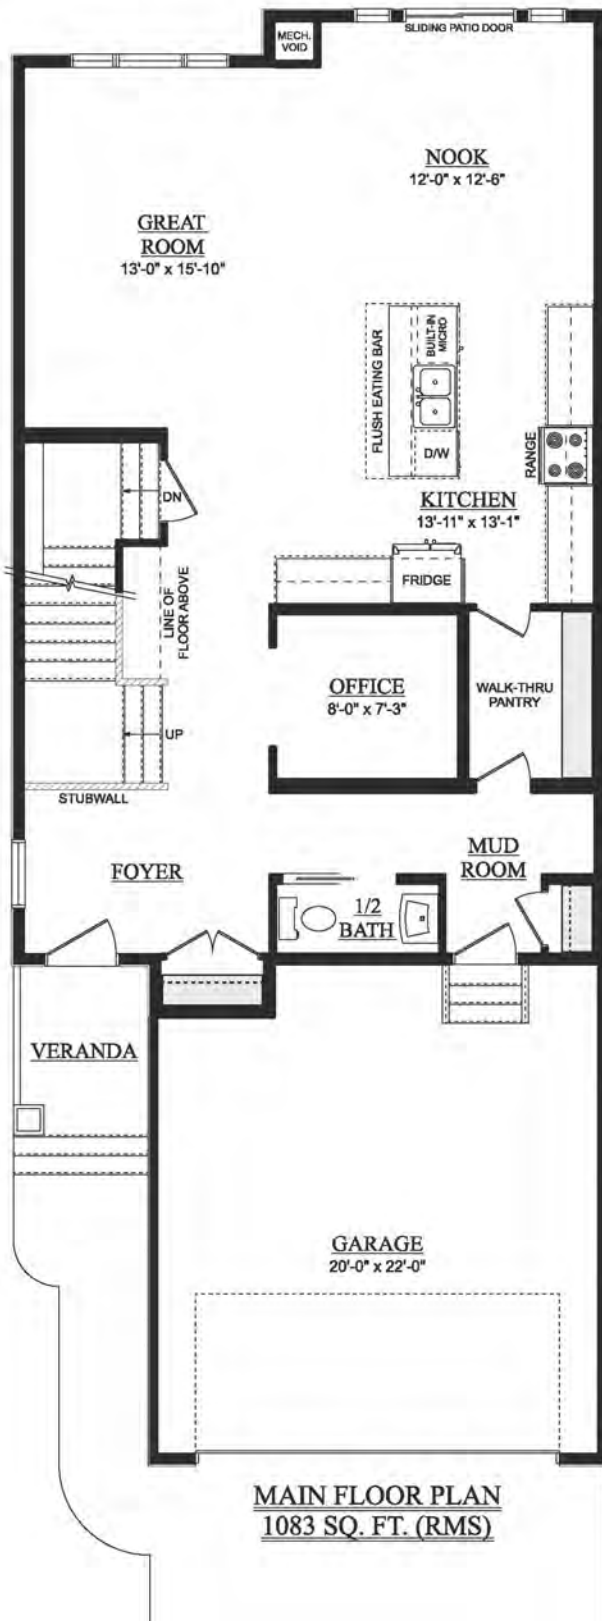 MECH.
VOID
SLIDING PATIO DOOR
NOOK
12'-0" x 12'-6"
GREAT
ROOM
13'-0" x 15'-10"
FLUSH EATING BAR
BUILT-IN
MICRO
D/W
RANGE
KITCHEN
13'-11" x 13'-1"
DN
FRIDGE
LINE OF
FLOOR ABOVE
OFFICE
8'-0" x 7'-3"
WALK-THRU
PANTRY
UP
STUBWALL
MUD
ROOM
FOYER
1/2
BATH
VERANDA
GARAGE
20'-0" x 22'-0"
MAIN FLOOR PLAN
1083 SQ. FT. (RMS)